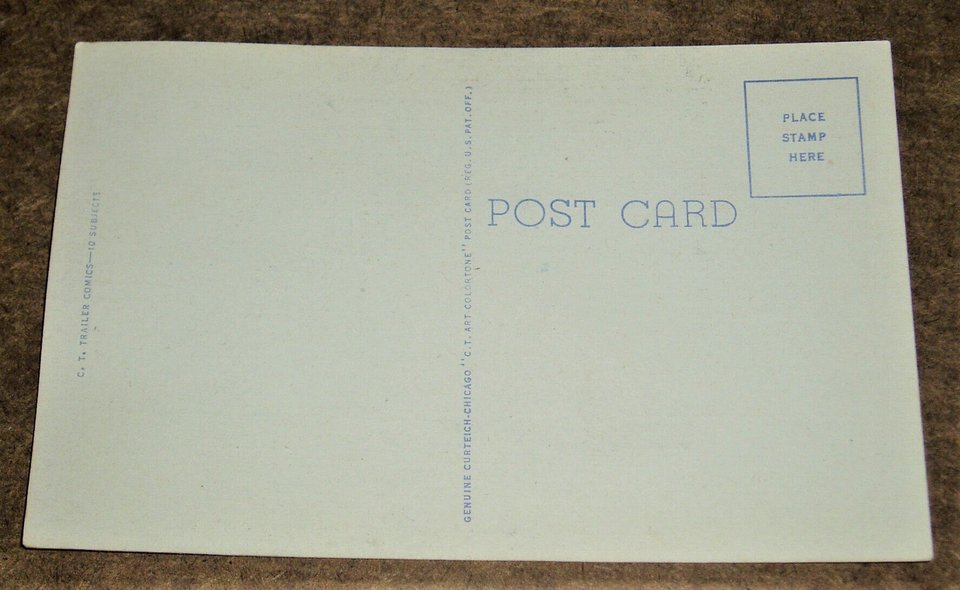 C. T. TRAILER COMICS—10 SUBJECTS
GENUINE CURTEICH-CHICAGO "C.T. ART COLORTONE" POST CARD (REG. U.S. PAT. OFF.)
POST CARD
PLACE
STAMP
HERE